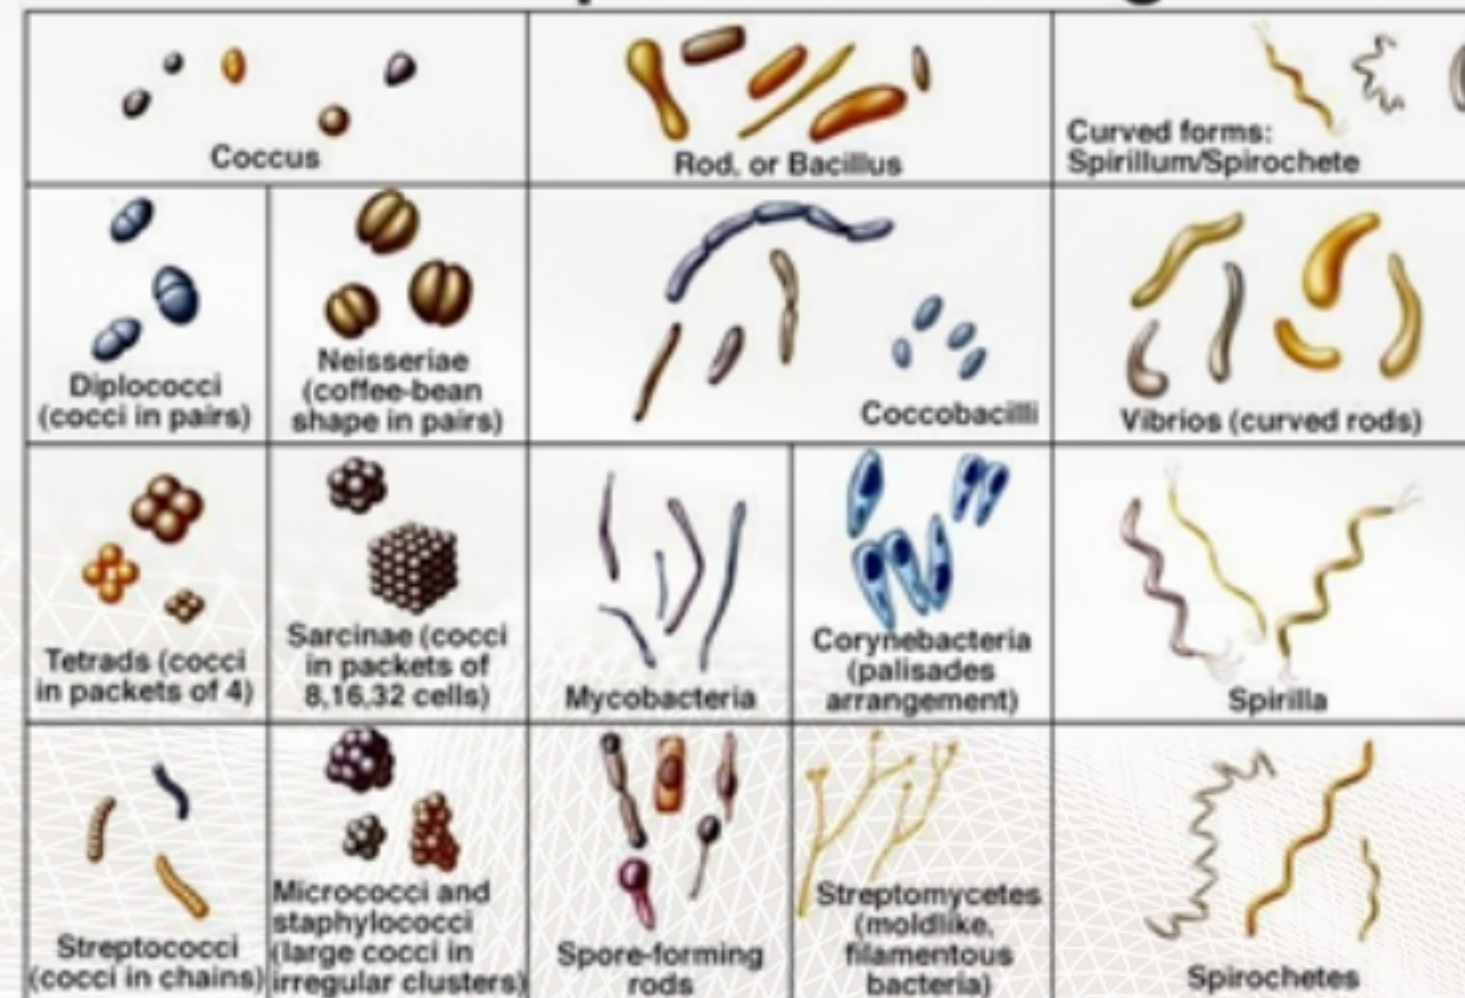 Coccus
Rod, or Bacillus
Curved forms:
Spirillum/Spirochete
Diplococci
(cocci in pairs)
Neisseriae
(coffee-bean
shape in pairs)
Coccobacilli
Vibrios (curved rods)
Tetrads (cocci
in packets of 4)
Sarcinae (cocci
in packets of
8,16,32 cells)
Mycobacteria
Corynebacteria
(palisades
arrangement)
Spirilla
Streptococci
(cocci in chains)
Micrococci and
staphylococci
(large cocci in
irregular clusters)
Spore-forming
rods
Streptomycetes
(moldlike,
filamentous
bacteria)
Spirochetes